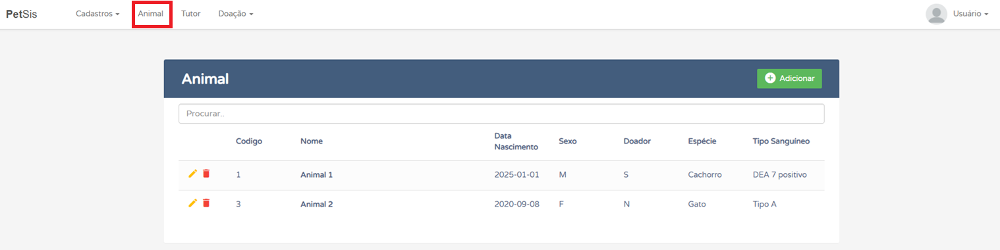 PetSis Cadastros Animal Tutor Doação Usuário
Animal Adicionar
Procurar..
Codigo Nome Data Nascimento Sexo Doador Espécie Tipo Sanguíneo
1 Animal 1 2025-01-01 M S Cachorro DEA 7 positivo
3 Animal 2 2020-09-08 F N Gato Tipo A